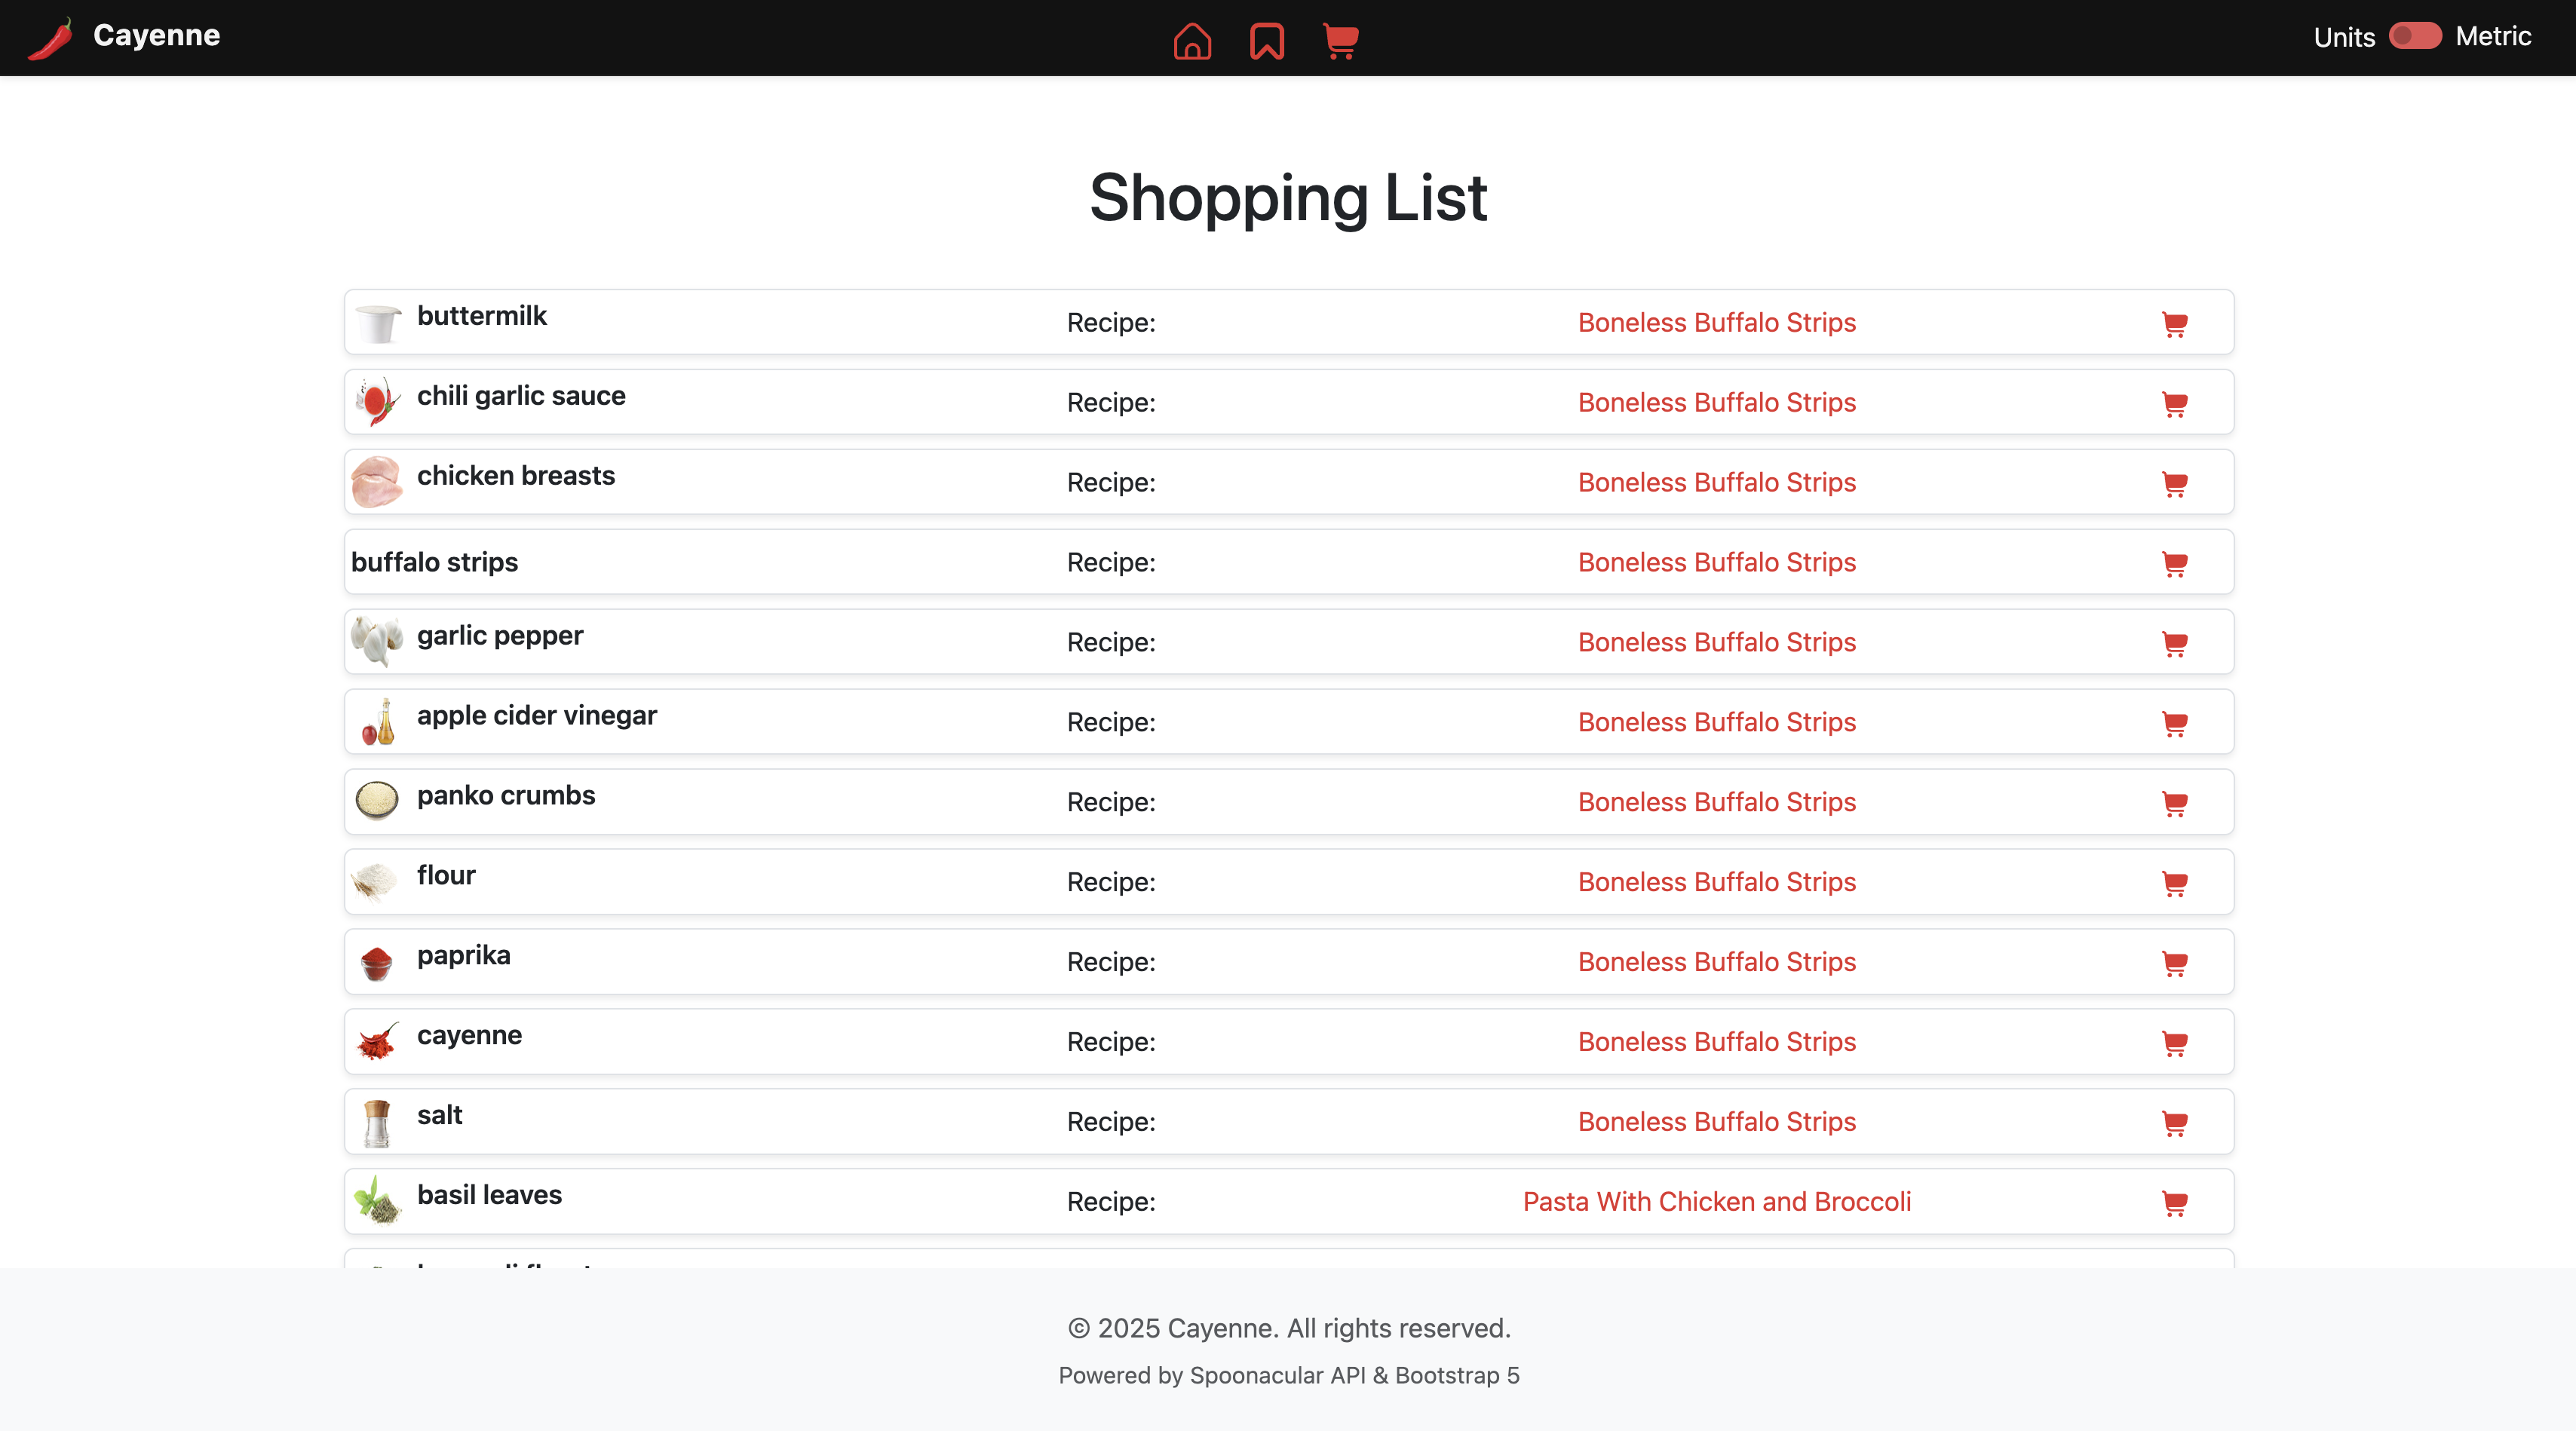 Cayenne
Units Metric
Shopping List
buttermilk Recipe: Boneless Buffalo Strips
chili garlic sauce Recipe: Boneless Buffalo Strips
chicken breasts Recipe: Boneless Buffalo Strips
buffalo strips Recipe: Boneless Buffalo Strips
garlic pepper Recipe: Boneless Buffalo Strips
apple cider vinegar Recipe: Boneless Buffalo Strips
panko crumbs Recipe: Boneless Buffalo Strips
flour Recipe: Boneless Buffalo Strips
paprika Recipe: Boneless Buffalo Strips
cayenne Recipe: Boneless Buffalo Strips
salt Recipe: Boneless Buffalo Strips
basil leaves Recipe: Pasta With Chicken and Broccoli
© 2025 Cayenne. All rights reserved.
Powered by Spoonacular API & Bootstrap 5